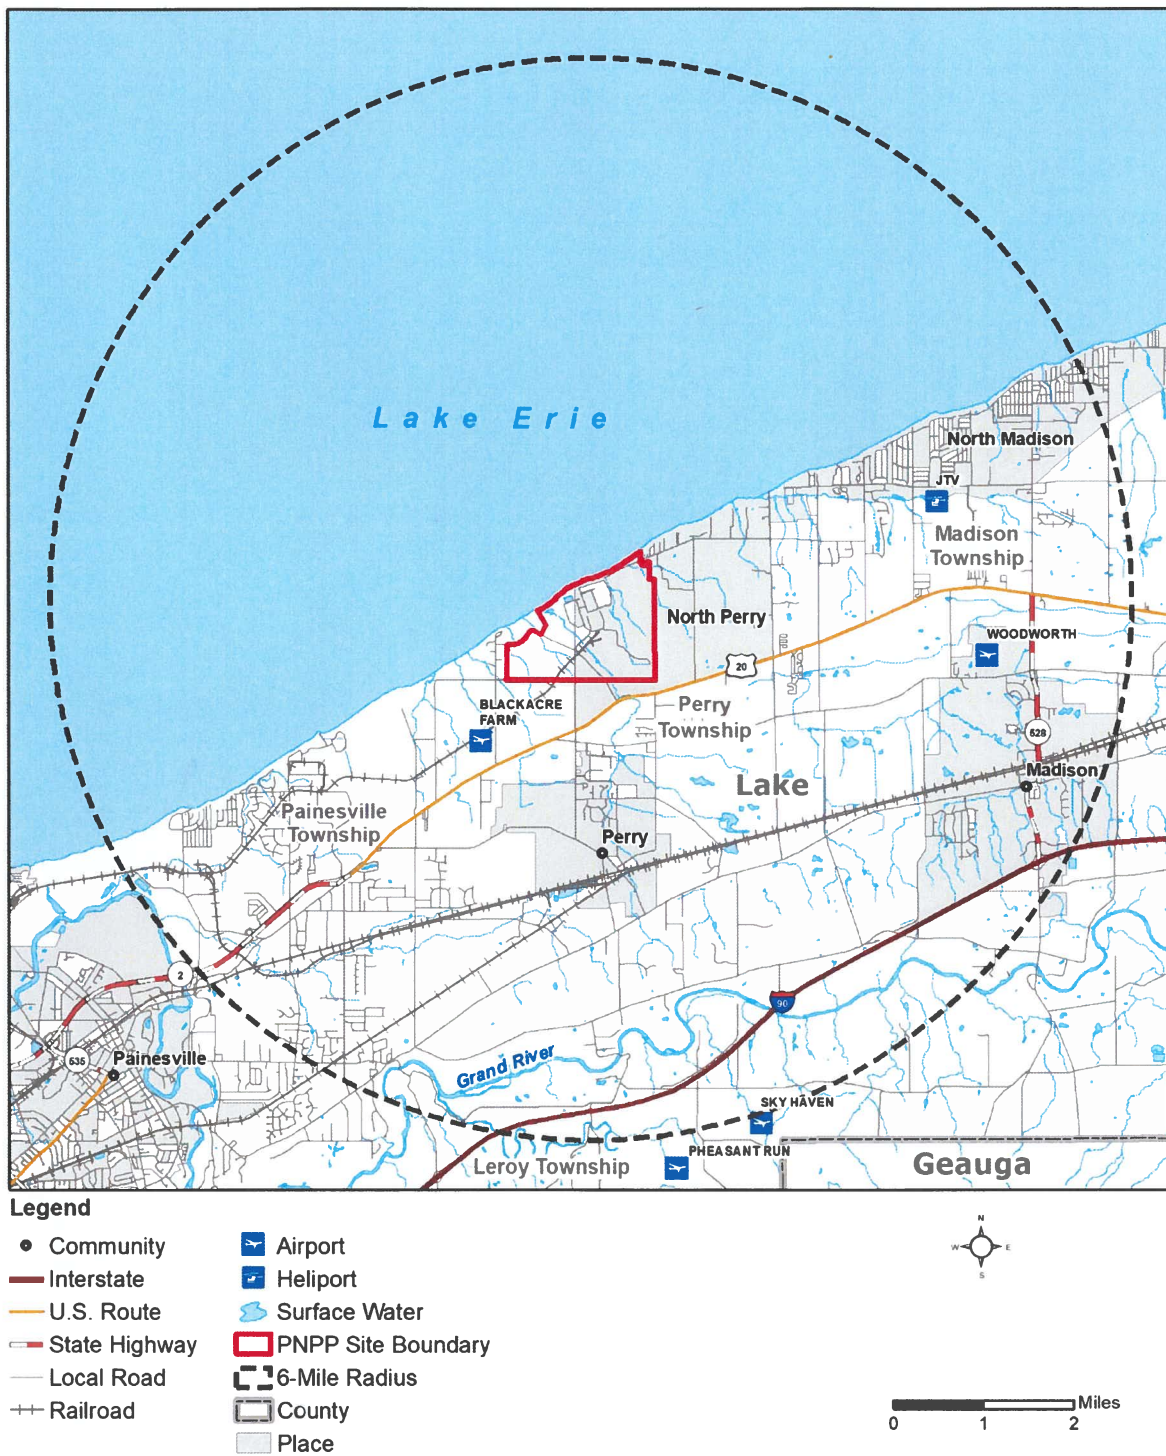 Lake Erie
North Madison
JTV
Madison
Township
North Perry
WOODWORTH
20
BLACKACRE
FARM
Perry
Township
528
Madison
Lake
Painesville
Township
Perry
2
90
535
Painesville
Grand River
SKY HAVEN
PHEASANT RUN
Leroy Township
Geauga
Legend
Community
Interstate
U.S. Route
State Highway
Local Road
Railroad
Airport
Heliport
Surface Water
PNPP Site Boundary
6-Mile Radius
County
Place
N
W E
S
Miles
0 1 2